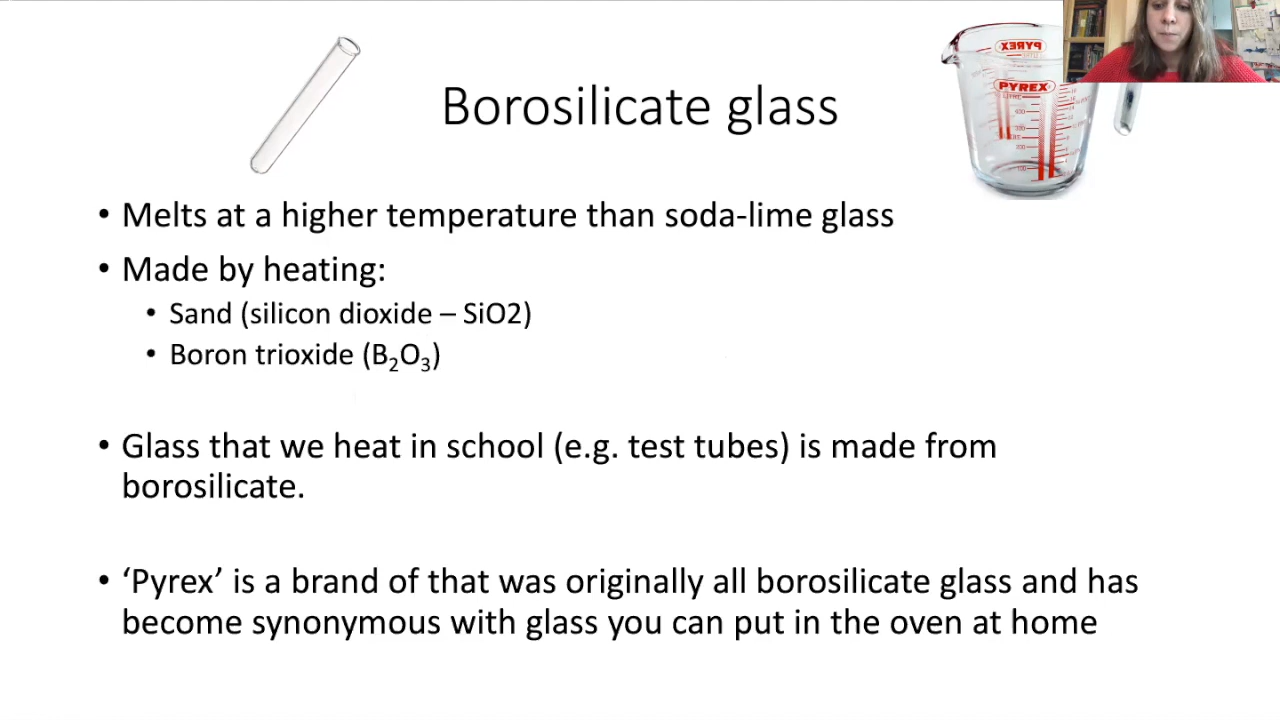 Borosilicate glass
PYREX
PYREX
• Melts at a higher temperature than soda-lime glass
• Made by heating:
• Sand (silicon dioxide – SiO2)
• Boron trioxide (B₂O₃)
• Glass that we heat in school (e.g. test tubes) is made from
borosilicate.
• ‘Pyrex’ is a brand of that was originally all borosilicate glass and has
become synonymous with glass you can put in the oven at home